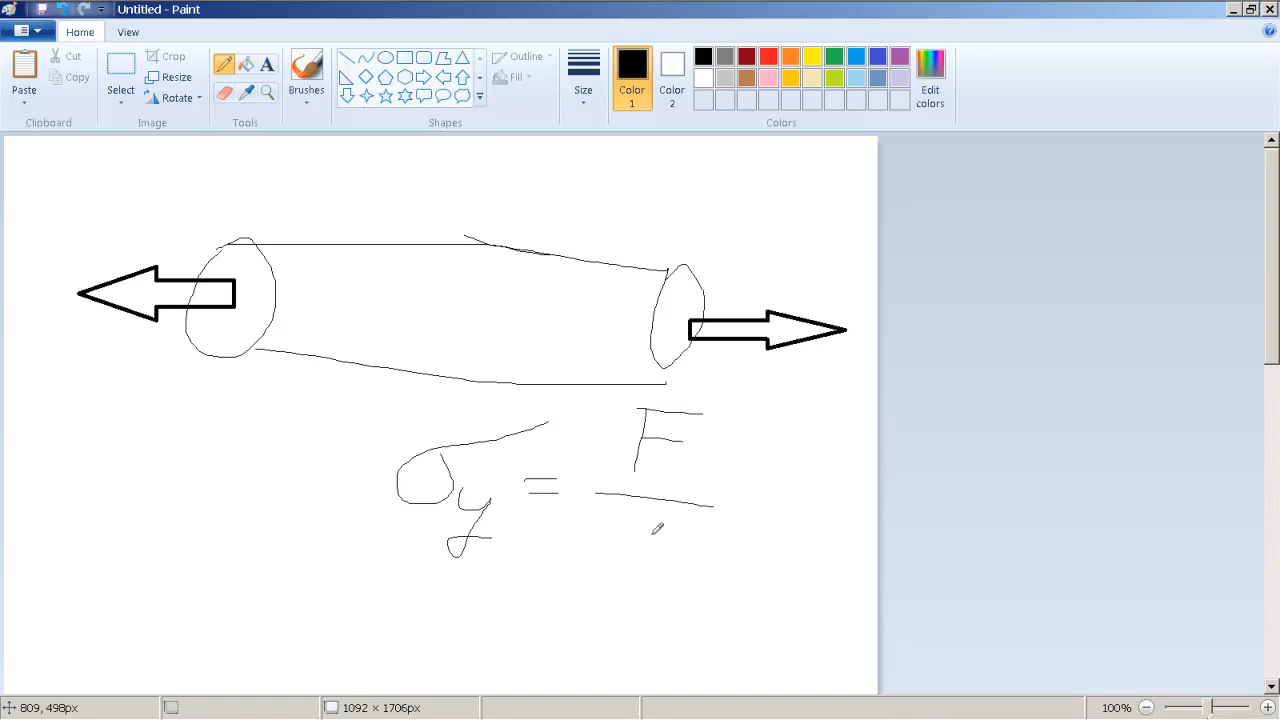 Untitled - Paint
Home View
Paste
Cut
Copy
Clipboard
Select
Crop
Resize
Rotate
Image
Tools
Brushes
Outline
Fill
Shapes
Size
Color 1
Color 2
Edit colors
Colors
σy = F
809, 498px
1092 × 1706px
100%